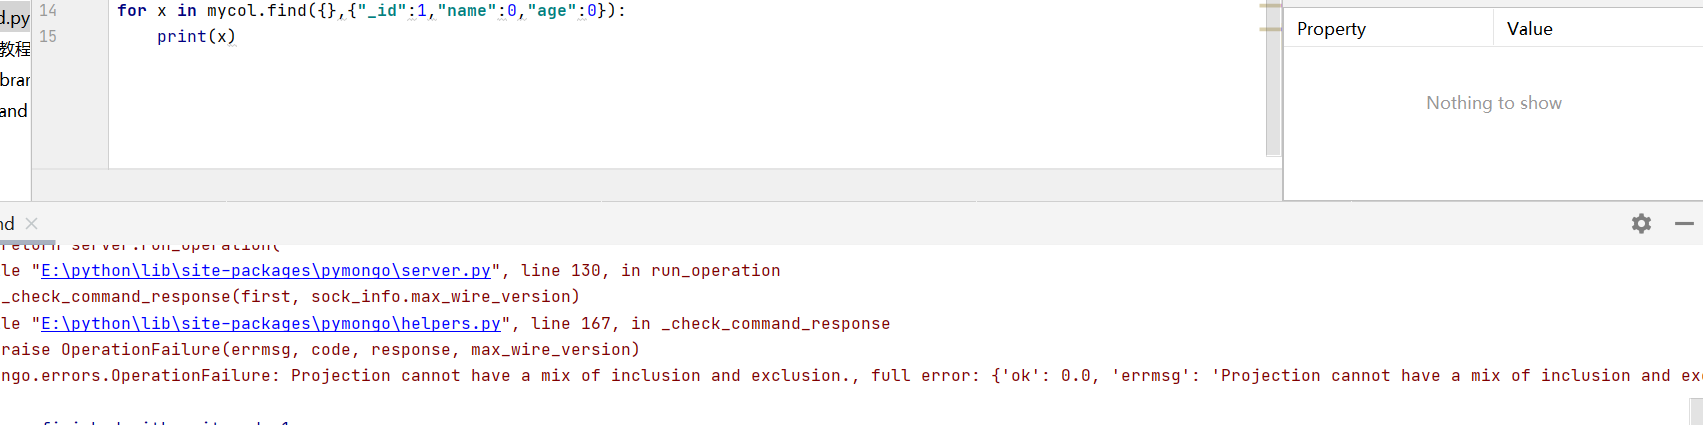 d.py
14 for x in mycol.find({},{"_id":1,"name":0,"age":0}):
教程
15 print(x)
brar
and
Property Value
Nothing to show
nd
return server.run_operation(
le "E:\python\lib\site-packages\pymongo\server.py", line 130, in run_operation
_check_command_response(first, sock_info.max_wire_version)
le "E:\python\lib\site-packages\pymongo\helpers.py", line 167, in _check_command_response
raise OperationFailure(errmsg, code, response, max_wire_version)
ngo.errors.OperationFailure: Projection cannot have a mix of inclusion and exclusion., full error: {'ok': 0.0, 'errmsg': 'Projection cannot have a mix of inclusion and exc